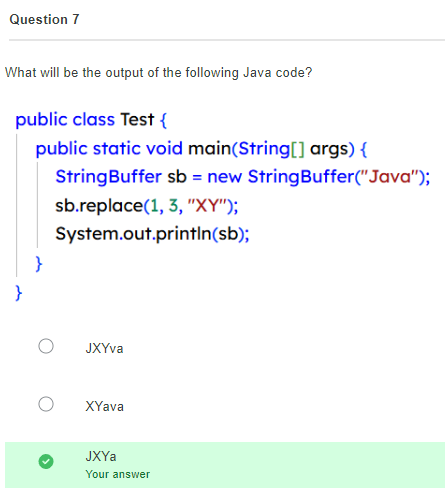 Question 7
What will be the output of the following Java code?
public class Test {
public static void main(String[] args) {
StringBuffer sb = new StringBuffer("Java");
sb.replace(1, 3, "XY");
System.out.println(sb);
}
}
JXYva
XYava
JXYa
Your answer